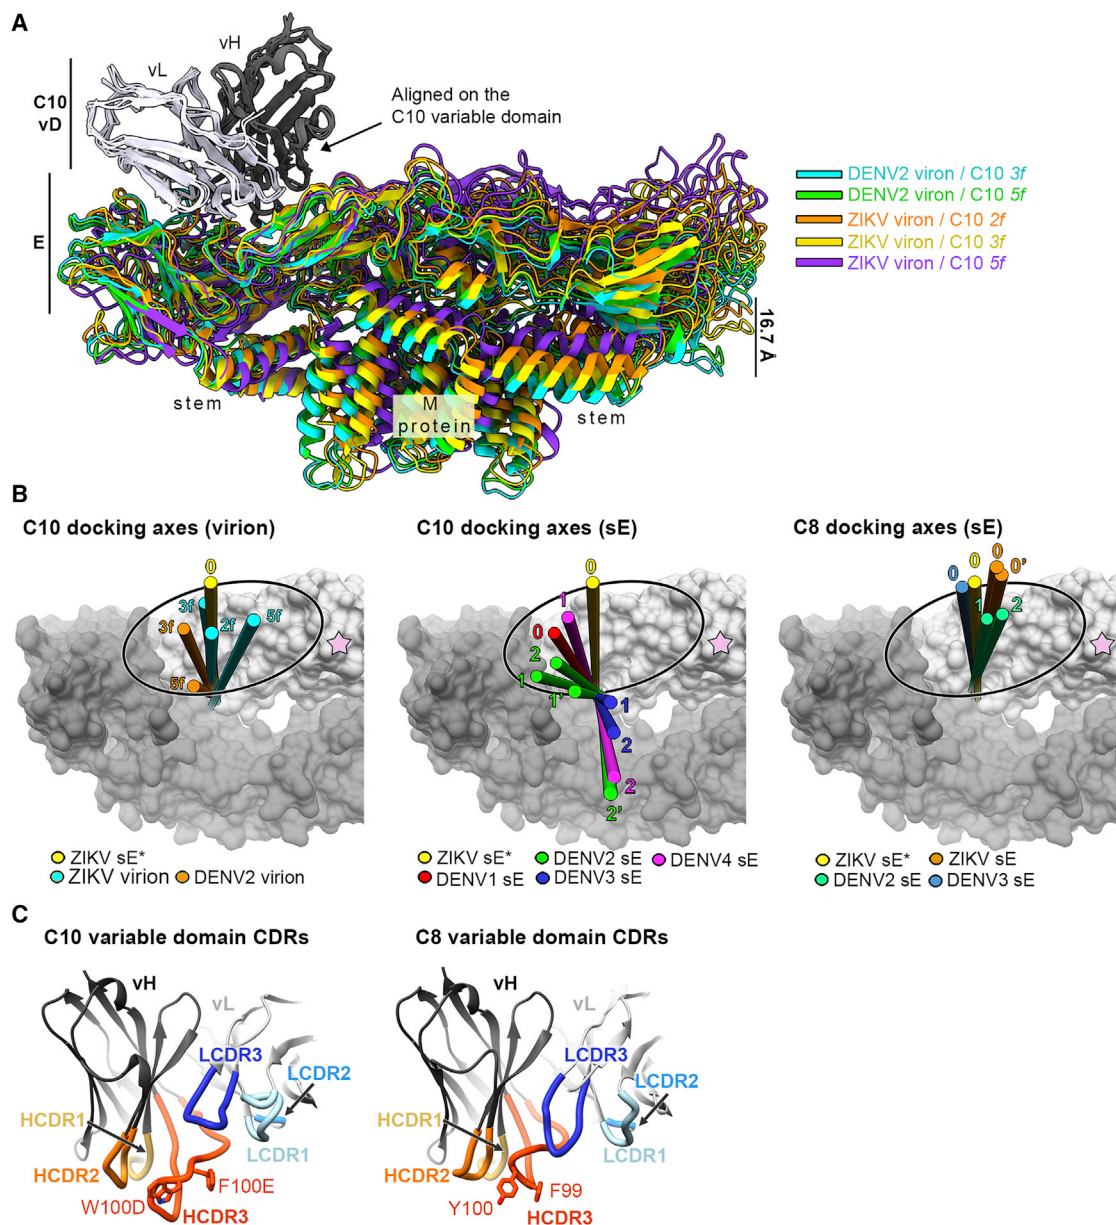 A
vH
vL
C10
vD
Aligned on the
C10 variable domain
E
DENV2 viron / C10 3f
DENV2 viron / C10 5f
ZIKV viron / C10 2f
ZIKV viron / C10 3f
ZIKV viron / C10 5f
16.7 Å
stem
M
protein
stem
B
C10 docking axes (virion)
0
3f
3f
2f
5f
5f
ZIKV sE*
ZIKV virion
DENV2 virion
C10 docking axes (sE)
0
1
0
2
1
1'
1
2
2
2'
ZIKV sE*
DENV2 sE
DENV4 sE
DENV1 sE
DENV3 sE
C8 docking axes (sE)
0
0
0
0'
1
2
ZIKV sE*
ZIKV sE
DENV2 sE
DENV3 sE
C
C10 variable domain CDRs
vH
vL
LCDR3
LCDR2
HCDR1
LCDR1
HCDR2
F100E
W100D
HCDR3
C8 variable domain CDRs
vH
vL
LCDR3
LCDR2
HCDR1
LCDR1
HCDR2
F99
Y100
HCDR3